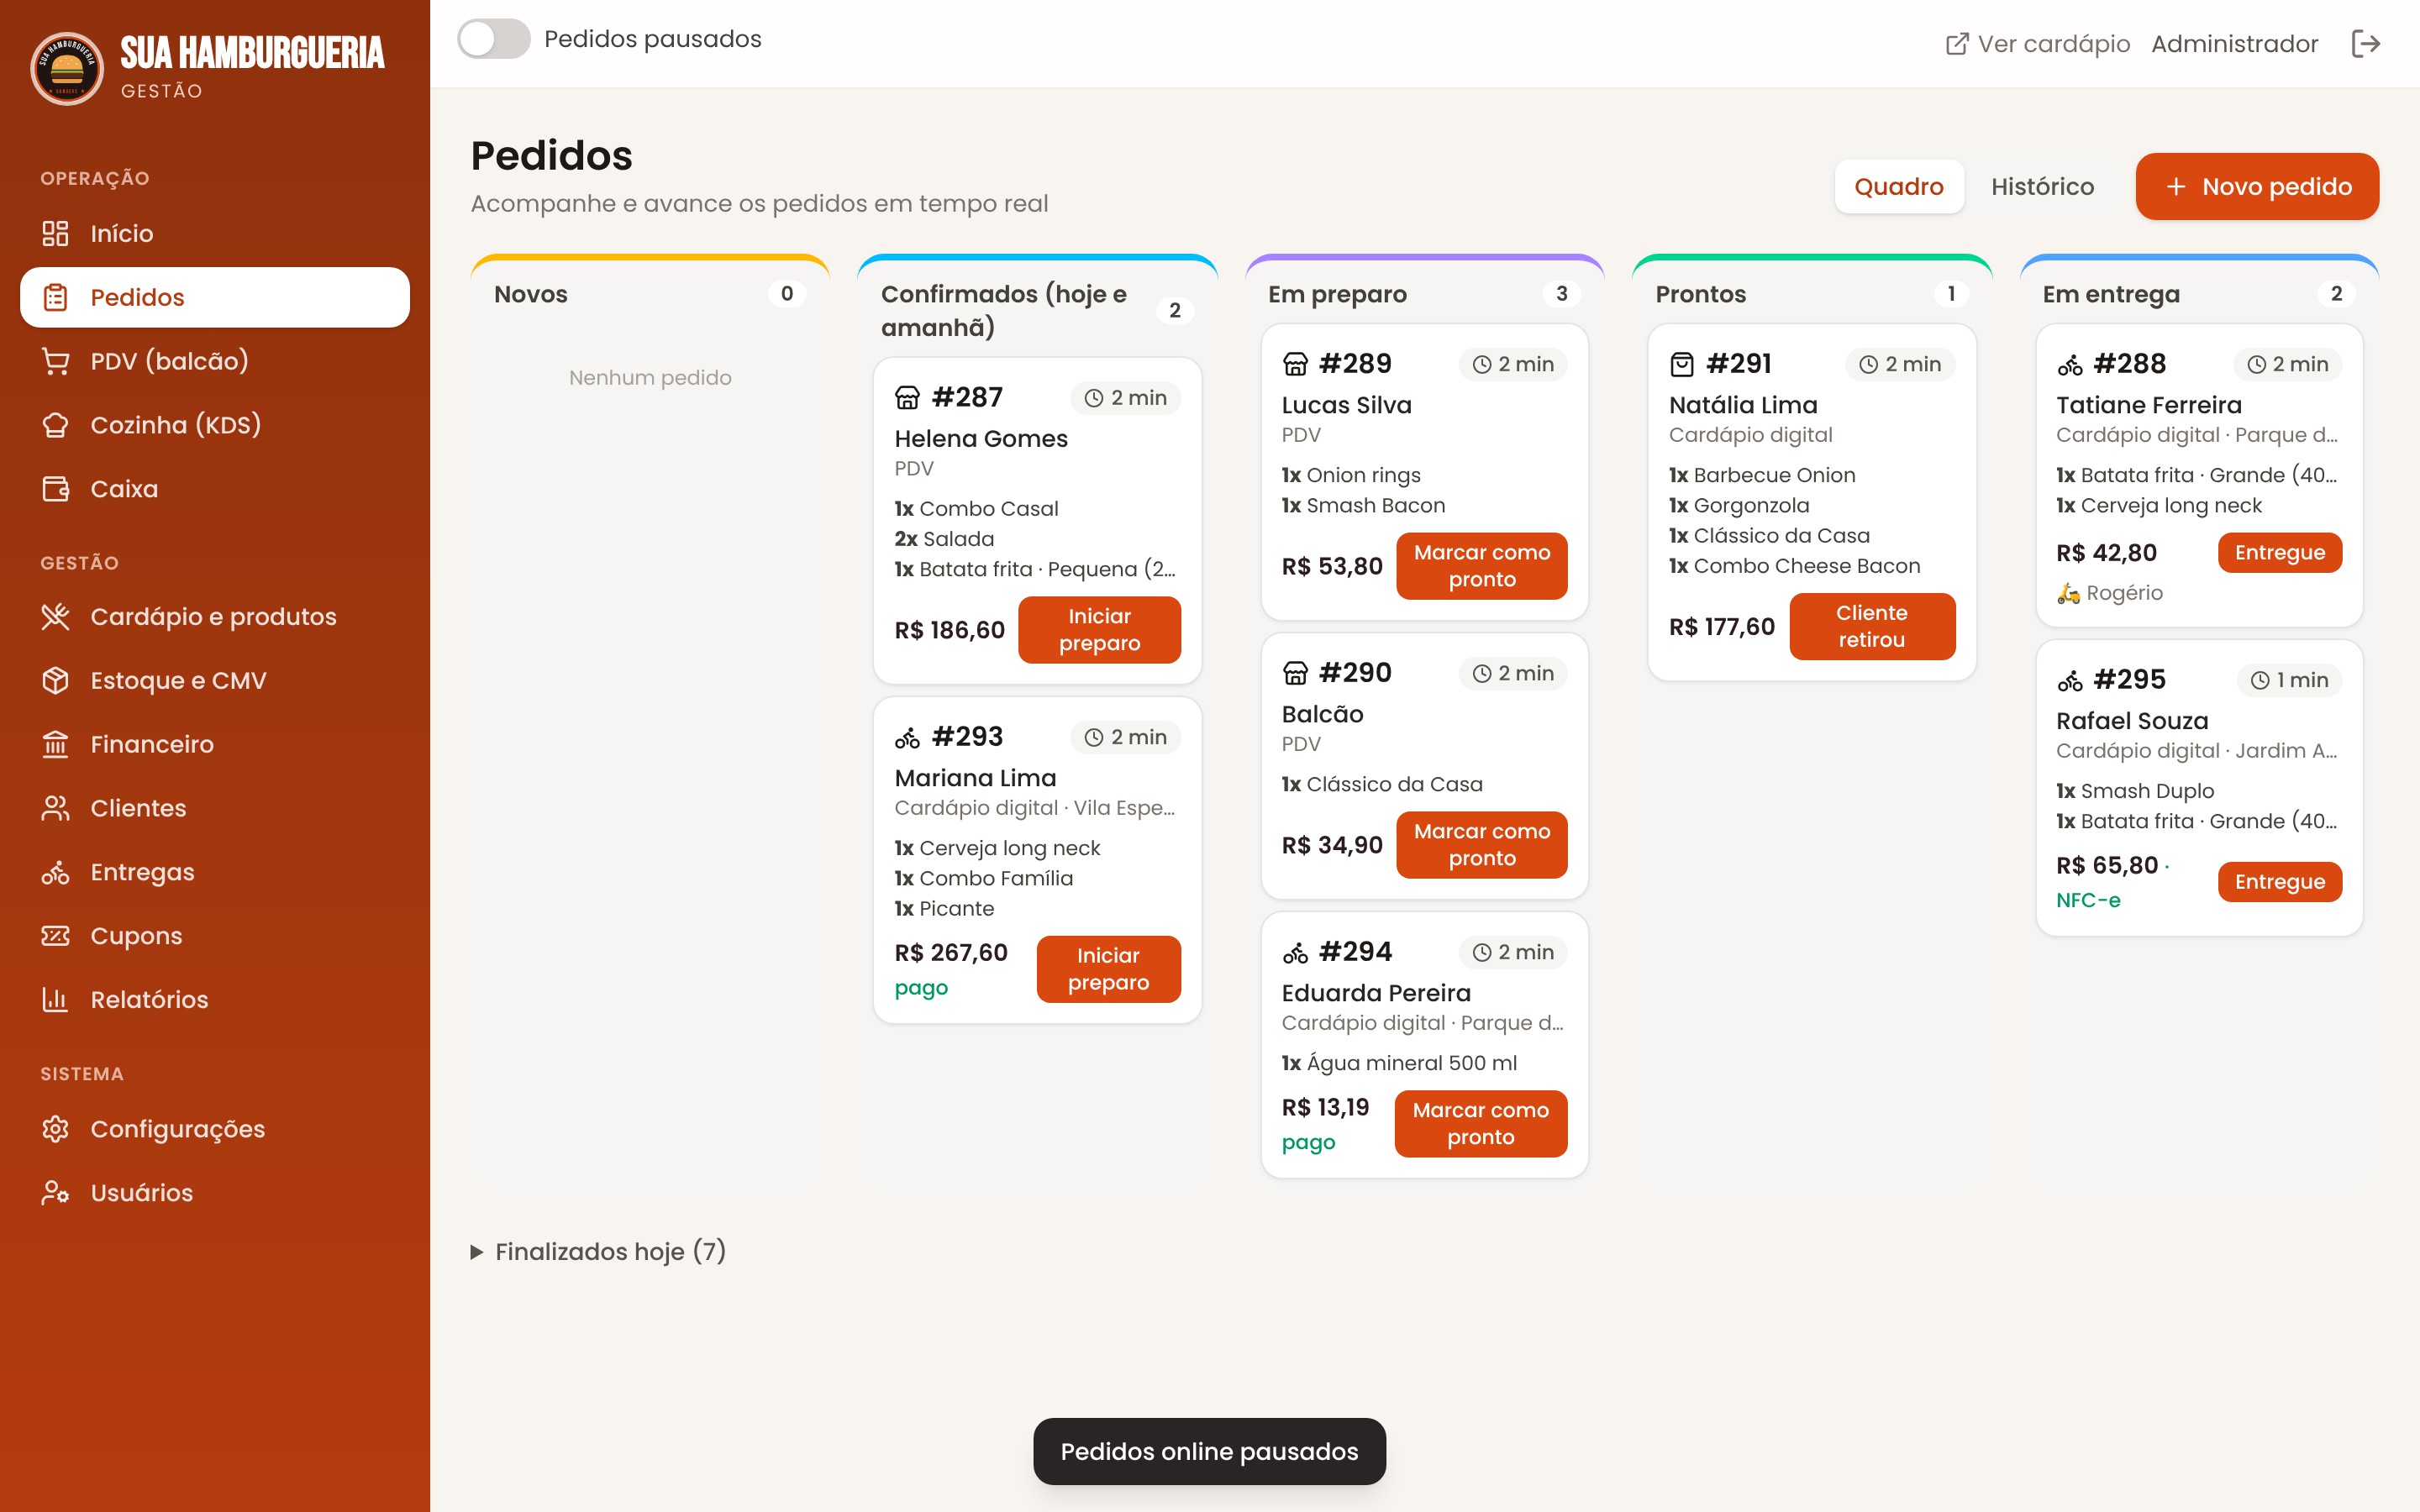 SUA HAMBURGUERIA
GESTÃO
OPERAÇÃO
Início
Pedidos
PDV (balcão)
Cozinha (KDS)
Caixa
GESTÃO
Cardápio e produtos
Estoque e CMV
Financeiro
Clientes
Entregas
Cupons
Relatórios
SISTEMA
Configurações
Usuários
Pedidos pausados
Ver cardápio
Administrador
Pedidos
Acompanhe e avance os pedidos em tempo real
Quadro
Histórico
+ Novo pedido
Novos
0
Nenhum pedido
Confirmados (hoje e
amanhã)
2
#287
2 min
Helena Gomes
PDV
1x Combo Casal
2x Salada
1x Batata frita · Pequena (2...
R$ 186,60
Iniciar
preparo
#293
2 min
Mariana Lima
Cardápio digital · Vila Espe...
1x Cerveja long neck
1x Combo Família
1x Picante
R$ 267,60
pago
Iniciar
preparo
Em preparo
3
#289
2 min
Lucas Silva
PDV
1x Onion rings
1x Smash Bacon
R$ 53,80
Marcar como
pronto
#290
2 min
Balcão
PDV
1x Clássico da Casa
R$ 34,90
Marcar como
pronto
#294
2 min
Eduarda Pereira
Cardápio digital · Parque d...
1x Água mineral 500 ml
R$ 13,19
pago
Marcar como
pronto
Prontos
1
#291
2 min
Natália Lima
Cardápio digital
1x Barbecue Onion
1x Gorgonzola
1x Clássico da Casa
1x Combo Cheese Bacon
R$ 177,60
Cliente
retirou
Em entrega
2
#288
2 min
Tatiane Ferreira
Cardápio digital · Parque d...
1x Batata frita · Grande (40...
1x Cerveja long neck
R$ 42,80
Entregue
Rogério
#295
1 min
Rafael Souza
Cardápio digital · Jardim A...
1x Smash Duplo
1x Batata frita · Grande (40...
R$ 65,80 ·
NFC-e
Entregue
Finalizados hoje (7)
Pedidos online pausados